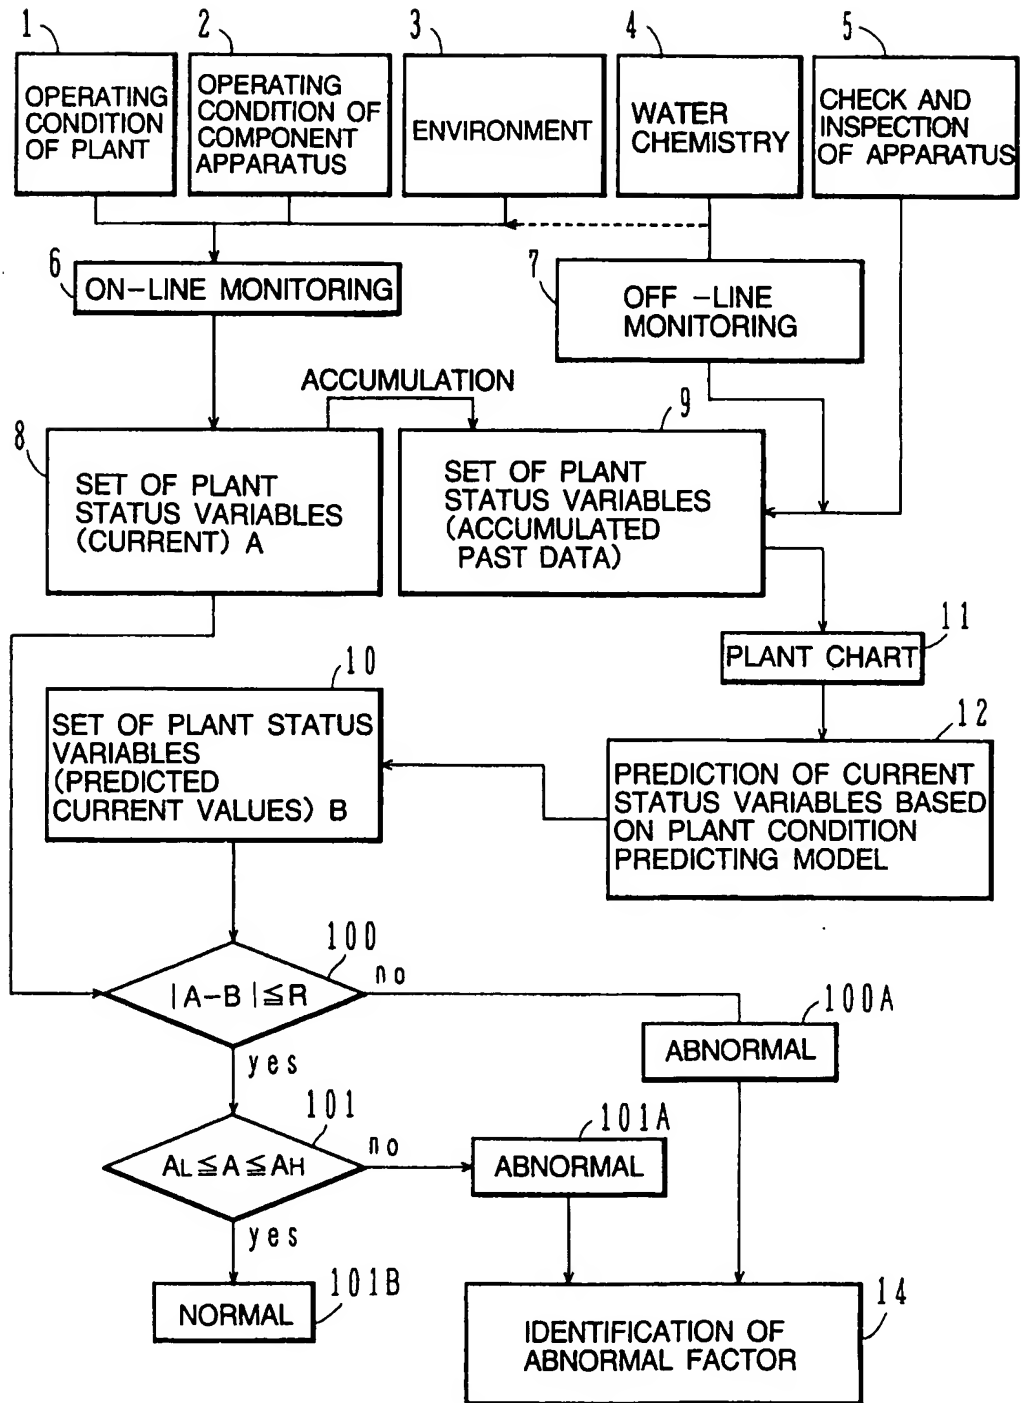 1
2
3
4
5
OPERATING
CONDITION
OF PLANT
OPERATING
CONDITION OF
COMPONENT
APPARATUS
ENVIRONMENT
WATER
CHEMISTRY
CHECK AND
INSPECTION
OF APPARATUS
6
ON-LINE MONITORING
7
OFF -LINE
MONITORING
ACCUMULATION
8
SET OF PLANT
STATUS VARIABLES
(CURRENT) A
9
SET OF PLANT
STATUS VARIABLES
(ACCUMULATED
PAST DATA)
11
PLANT CHART
10
SET OF PLANT STATUS
VARIABLES
(PREDICTED
CURRENT VALUES) B
12
PREDICTION OF CURRENT
STATUS VARIABLES BASED
ON PLANT CONDITION
PREDICTING MODEL
100
|A-B|≦R
no
yes
100A
ABNORMAL
101
AL≦A≦AH
no
yes
101A
ABNORMAL
101B
NORMAL
14
IDENTIFICATION OF
ABNORMAL FACTOR